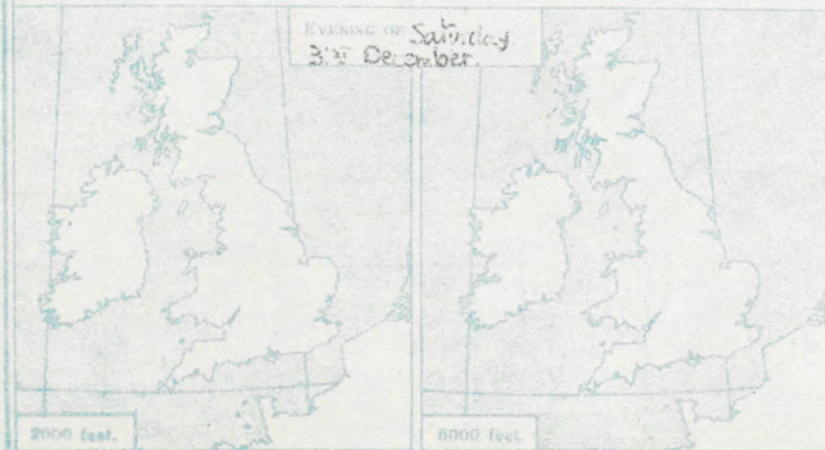 EVENING OF Saturday
31st December.
2000 feet.
6000 feet